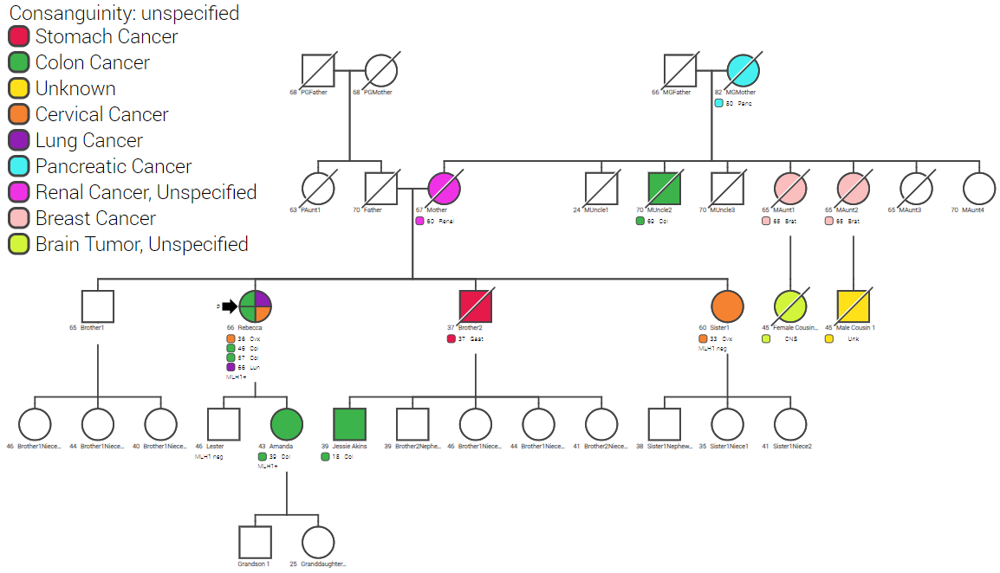 Consanguinity: unspecified
Stomach Cancer
Colon Cancer
Unknown
Cervical Cancer
Lung Cancer
Pancreatic Cancer
Renal Cancer, Unspecified
Breast Cancer
Brain Tumor, Unspecified
68 PGFather
68 PGMother
66 MGFather
82 MGMother
80 Panc
63 PAunt1
70 Father
67 Mother
60 Renal
24 MUncle1
70 MUncle2
69 Col
70 MUncle3
65 MAunt1
65 Brst
65 MAunt2
65 Brst
65 MAunt3
70 MAunt4
65 Brother1
P
66 Rebecca
36 Cvx
46 Col
57 Col
66 Lun
MLH1+
37 Brother2
37 Gast
60 Sister1
33 Cvx
MLH1 neg
45 Female Cousin...
CNS
45 Male Cousin 1
Unk
46 Brother1Niece...
44 Brother1Niece...
40 Brother1Niece...
46 Lester
MLH1 neg
43 Amanda
39 Col
MLH1+
39 Jessie Akins
18 Col
39 Brother2Nephe...
46 Brother1Niece...
44 Brother1Niece...
41 Brother2Niece...
38 Sister1Nephew...
35 Sister1Niece1
41 Sister1Niece2
Grandson 1
25 Granddaughter...